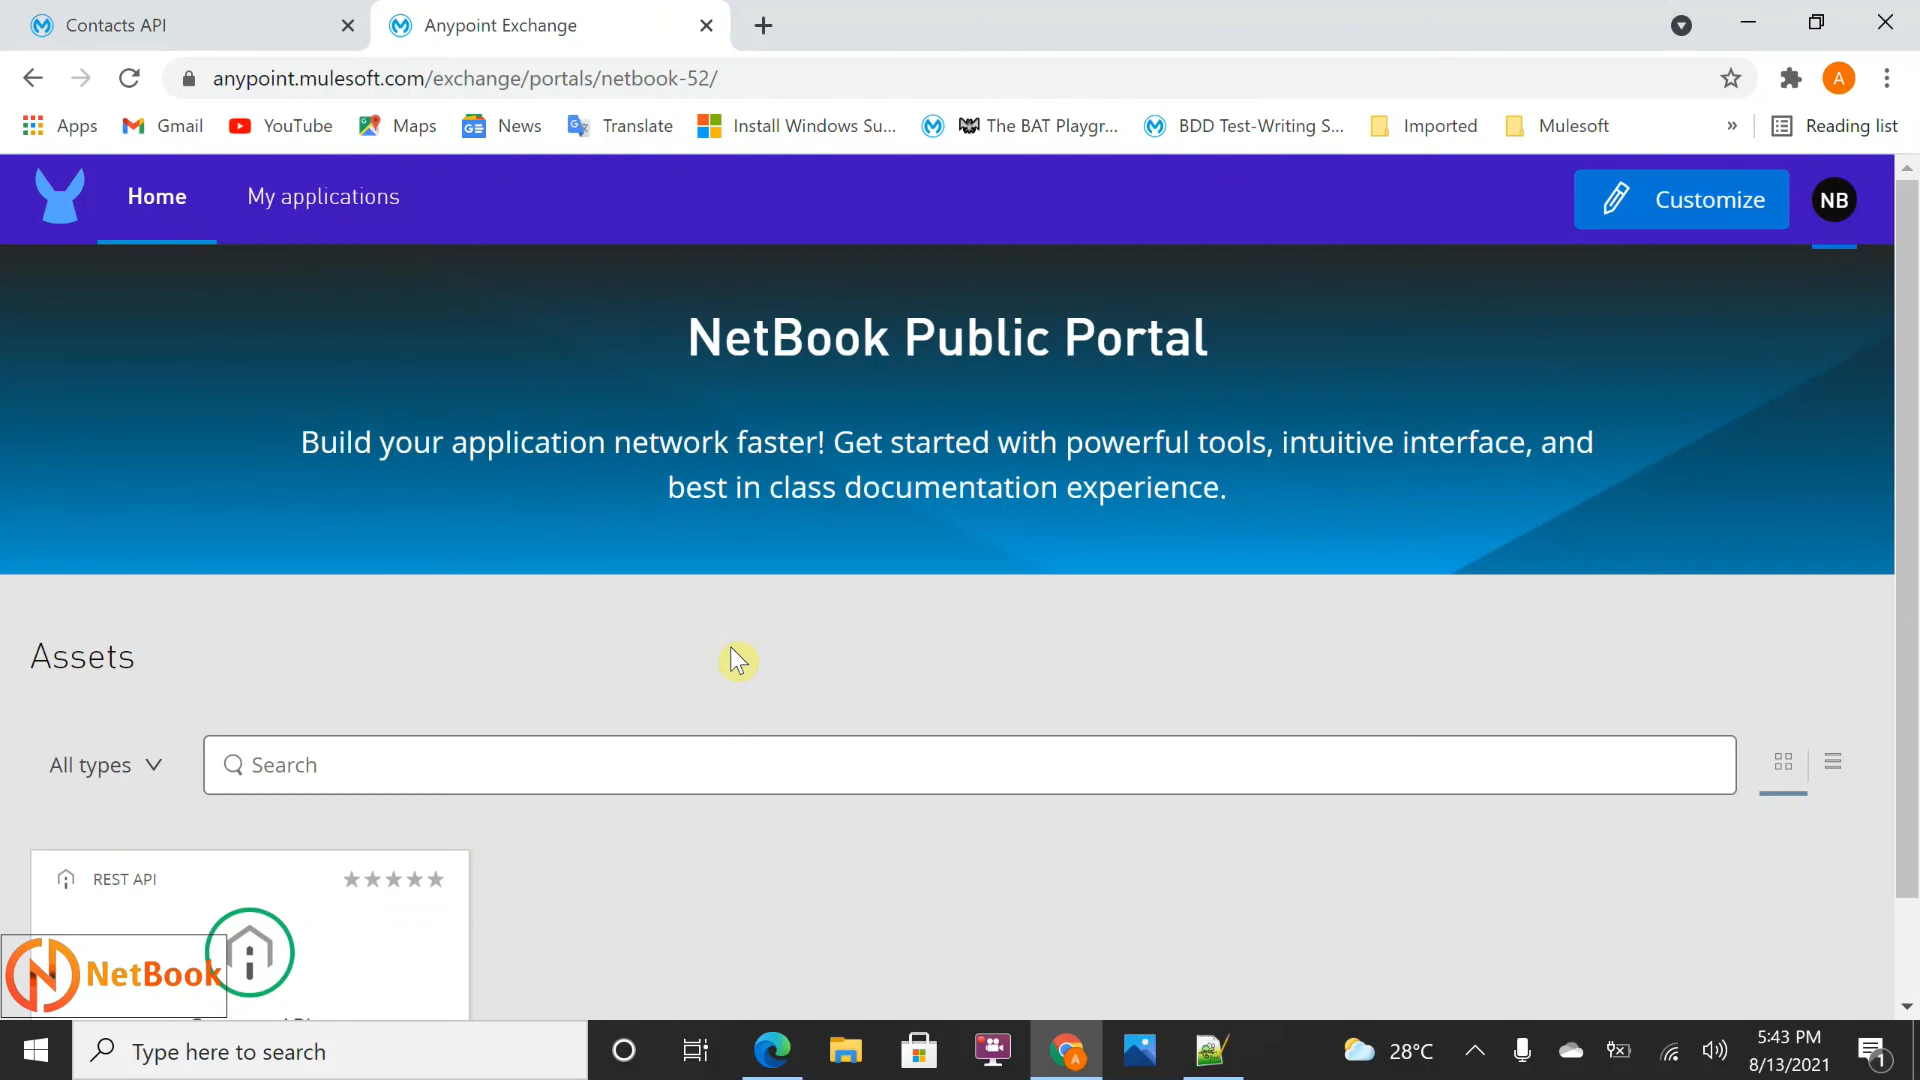 Contacts API
Anypoint Exchange
anypoint.mulesoft.com/exchange/portals/netbook-52/
A
Apps
Gmail
YouTube
Maps
News
Translate
Install Windows Su...
The BAT Playgr...
BDD Test-Writing S...
Imported
Mulesoft
»
Reading list
Home
My applications
Customize
NB
NetBook Public Portal
Build your application network faster! Get started with powerful tools, intuitive interface, and
best in class documentation experience.
Assets
All types
Search
REST API
NetBook
Type here to search
28°C
5:43 PM
8/13/2021
1